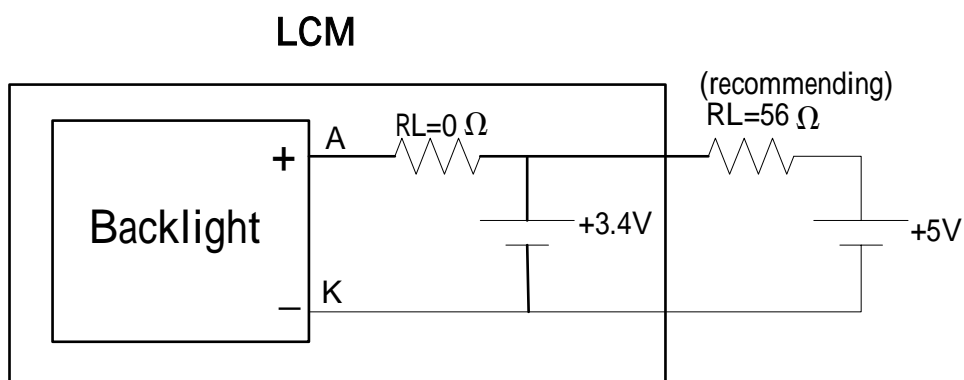 LCM
(recommending)
RL=0 Ω
RL=56 Ω
A
+
Backlight
+3.4V
+5V
K
−